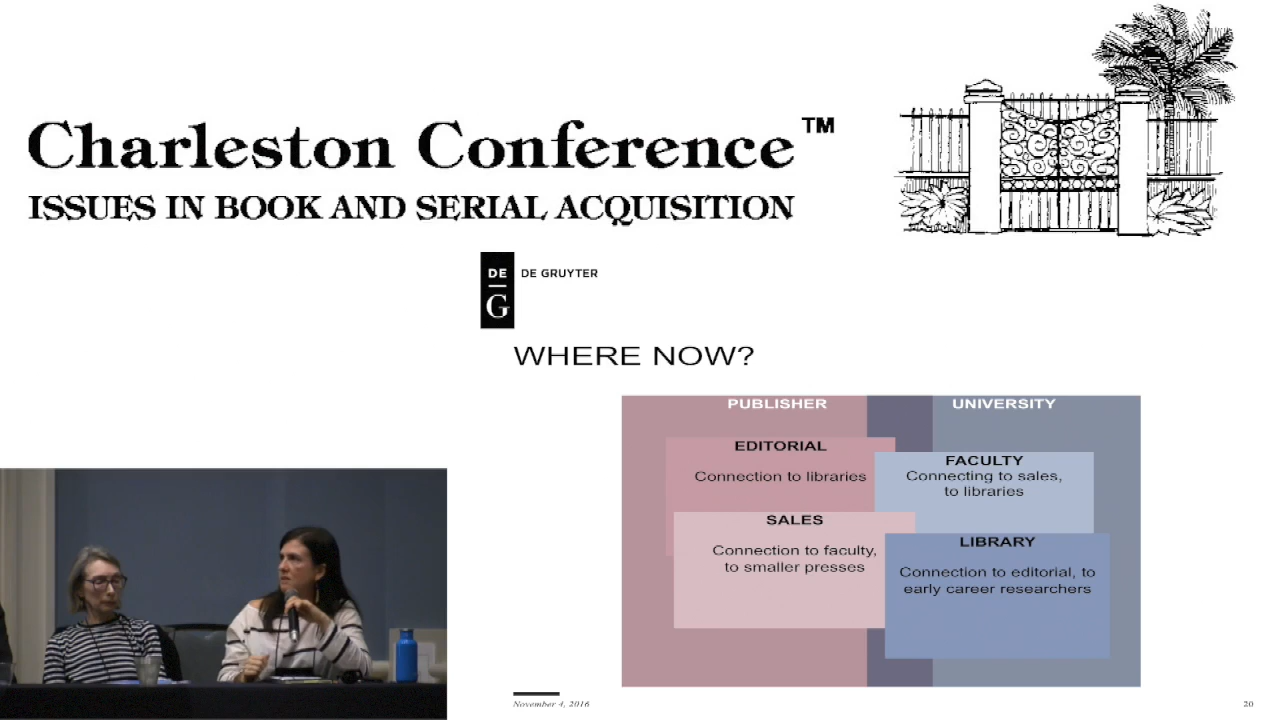 Charleston Conference™
ISSUES IN BOOK AND SERIAL ACQUISITION
DE
G
DE GRUYTER
WHERE NOW?
PUBLISHER
UNIVERSITY
EDITORIAL
Connection to libraries
FACULTY
Connecting to sales,
to libraries
SALES
Connection to faculty,
to smaller presses
LIBRARY
Connection to editorial, to
early career researchers
November 4, 2016
20